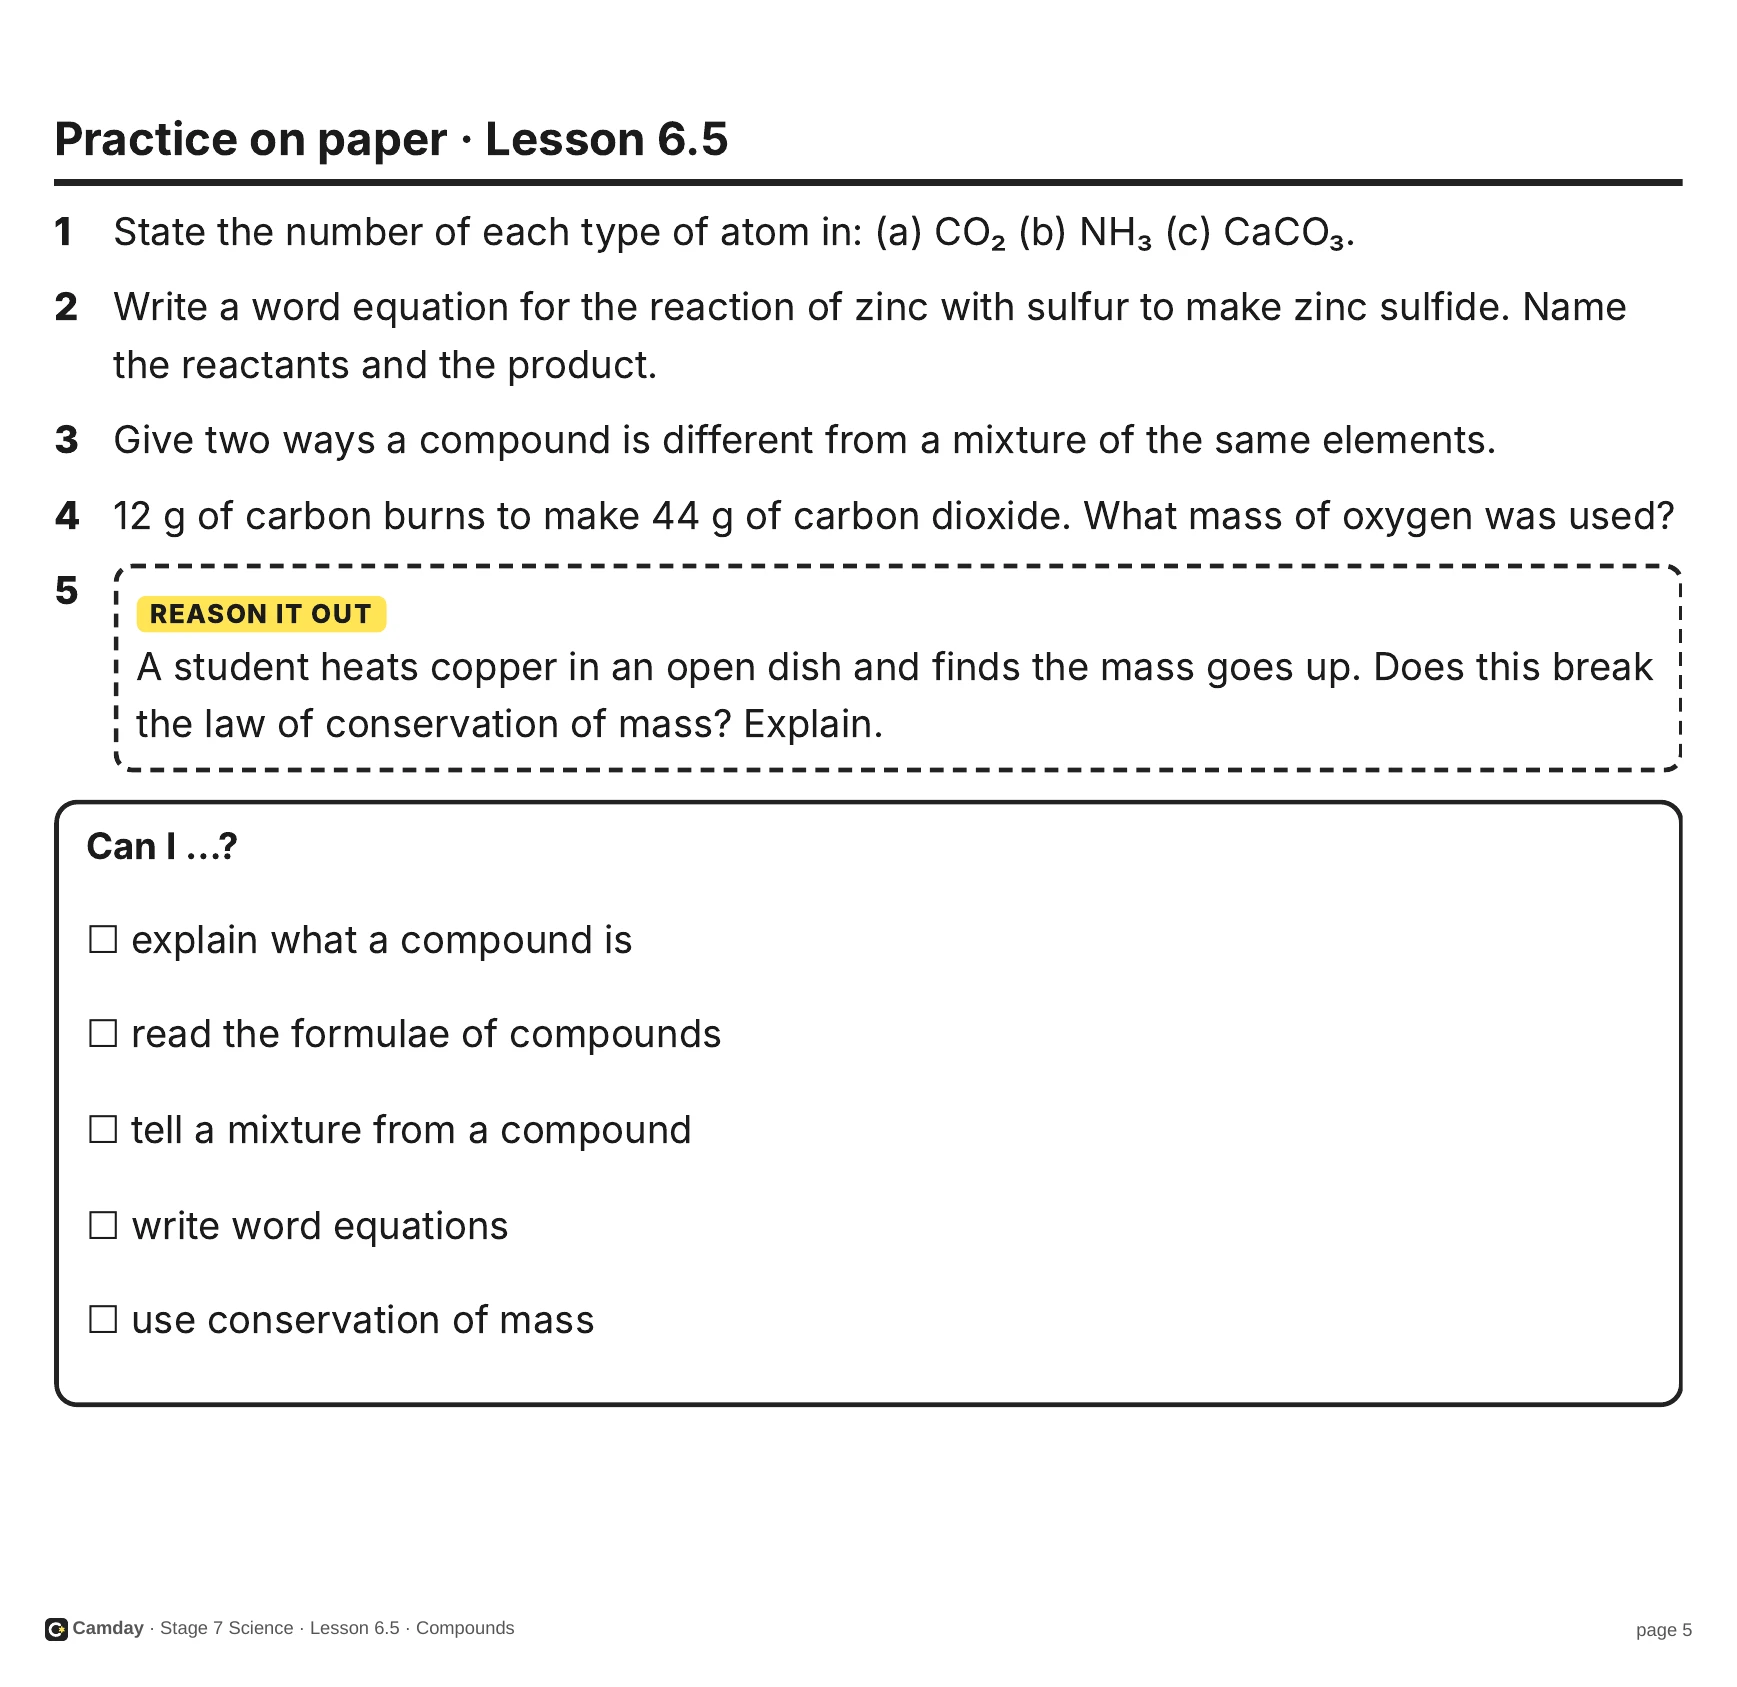 Practice on paper · Lesson 6.5
1 State the number of each type of atom in: (a) CO₂ (b) NH₃ (c) CaCO₃.
2 Write a word equation for the reaction of zinc with sulfur to make zinc sulfide. Name
the reactants and the product.
3 Give two ways a compound is different from a mixture of the same elements.
4 12 g of carbon burns to make 44 g of carbon dioxide. What mass of oxygen was used?
5
REASON IT OUT
A student heats copper in an open dish and finds the mass goes up. Does this break
the law of conservation of mass? Explain.
Can I …?
☐ explain what a compound is
☐ read the formulae of compounds
☐ tell a mixture from a compound
☐ write word equations
☐ use conservation of mass
Camday · Stage 7 Science · Lesson 6.5 · Compounds page 5